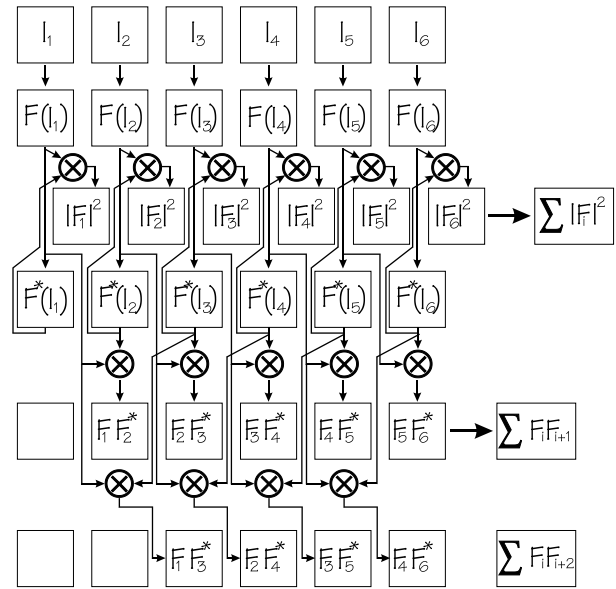 I₁ I₂ I₃ I₄ I₅ I₆
F(I₁) F(I₂) F(I₃) F(I₄) F(I₅) F(I₆)
|F₁|² |F₂|² |F₃|² |F₄|² |F₅|² |F₆|² ∑ |Fᵢ|²
F*(I₁) F*(I₂) F*(I₃) F*(I₄) F*(I₅) F*(I₆)
F₁F₂* F₂F₃* F₃F₄* F₄F₅* F₅F₆* ∑ FᵢFᵢ₊₁
F₁F₃* F₂F₄* F₃F₅* F₄F₆* ∑ FᵢFᵢ₊₂